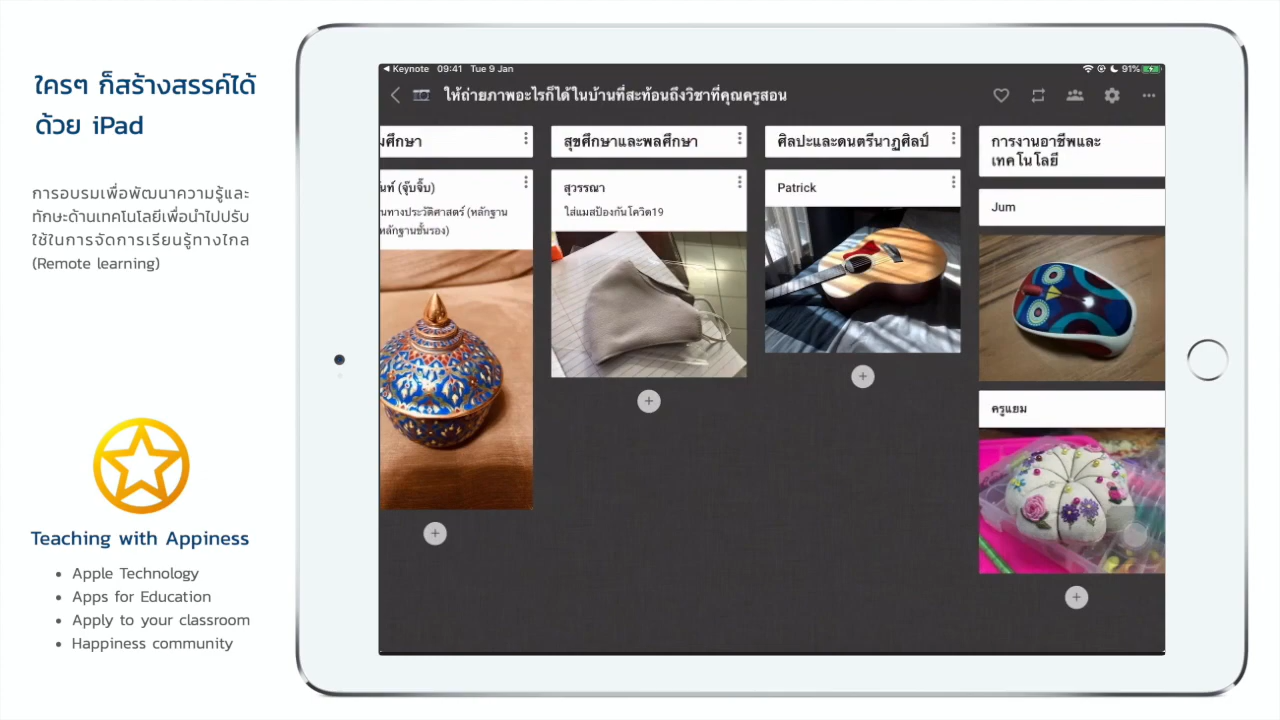 ใครๆ ก็สร้างสรรค์ได้
ด้วย iPad
การอบรมเพื่อพัฒนาความรู้และ
ทักษะด้านเทคโนโลยีเพื่อนำไปปรับ
ใช้ในการจัดการเรียนรู้ทางไกล
(Remote learning)
Teaching with Appiness
Apple Technology
Apps for Education
Apply to your classroom
Happiness community
Keynote 09:41 Tue 9 Jan
91%
ให้ถ่ายภาพอะไรก็ได้ในบ้านที่สะท้อนถึงวิชาที่คุณครูสอน
มศึกษา
นท์ (จุ๊บจิ๊บ)
นทางประวัติศาสตร์ (หลักฐาน
หลักฐานชั้นรอง)
สุขศึกษาและพลศึกษา
สุวรรณา
ใส่แมสป้องกันโควิด19
ศิลปะและดนตรีนาฏศิลป์
Patrick
การงานอาชีพและ
เทคโนโลยี
Jum
ครูแยม